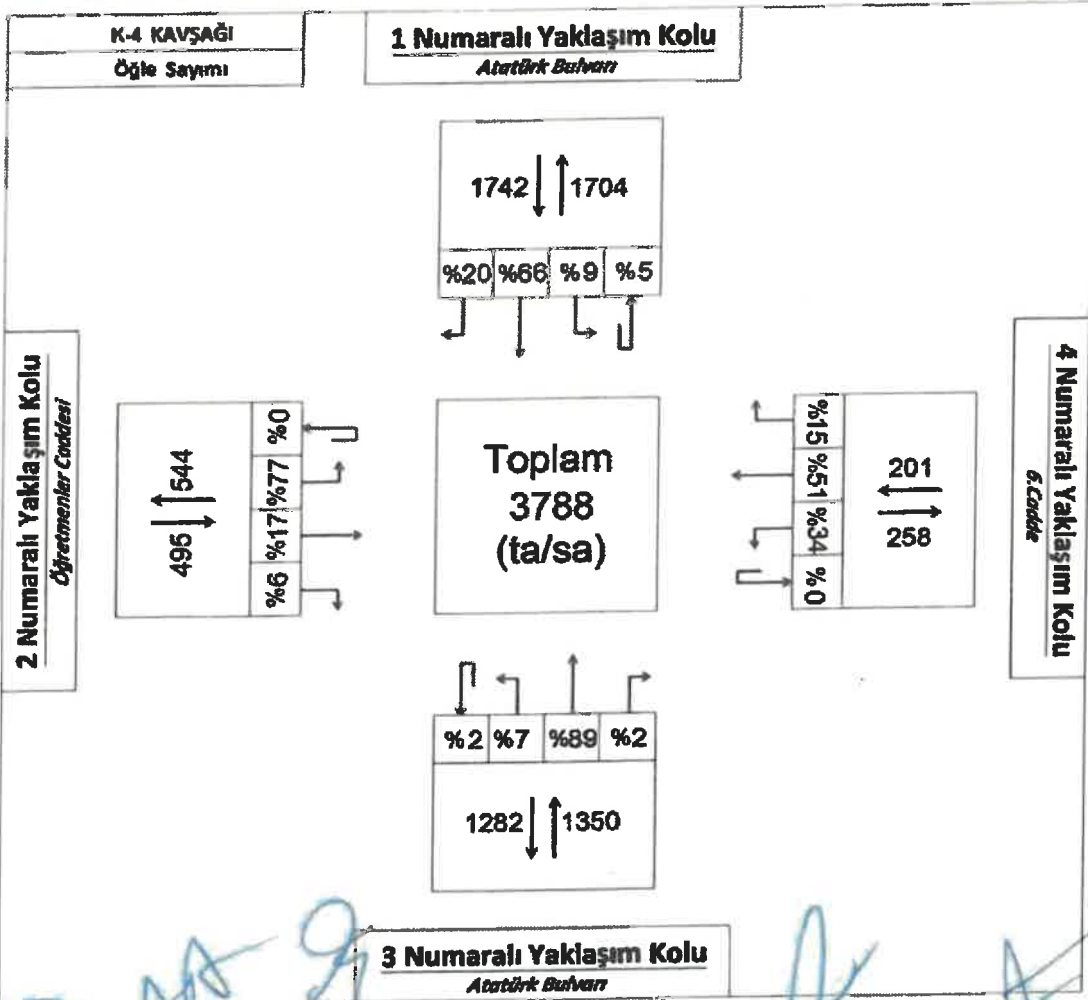 K-4 KAVŞAĞI
Öğle Sayımı
1 Numaralı Yaklaşım Kolu
Atatürk Bulvarı
1742 1704
%20 %66 %9 %5
2 Numaralı Yaklaşım Kolu
Öğretmenler Caddesi
495 544
%6 %17 %77 %0
Toplam
3788
(ta/sa)
%15 %51 %34 %0
201
258
4 Numaralı Yaklaşım Kolu
6.Cadde
%2 %7 %89 %2
1282 1350
3 Numaralı Yaklaşım Kolu
Atatürk Bulvarı